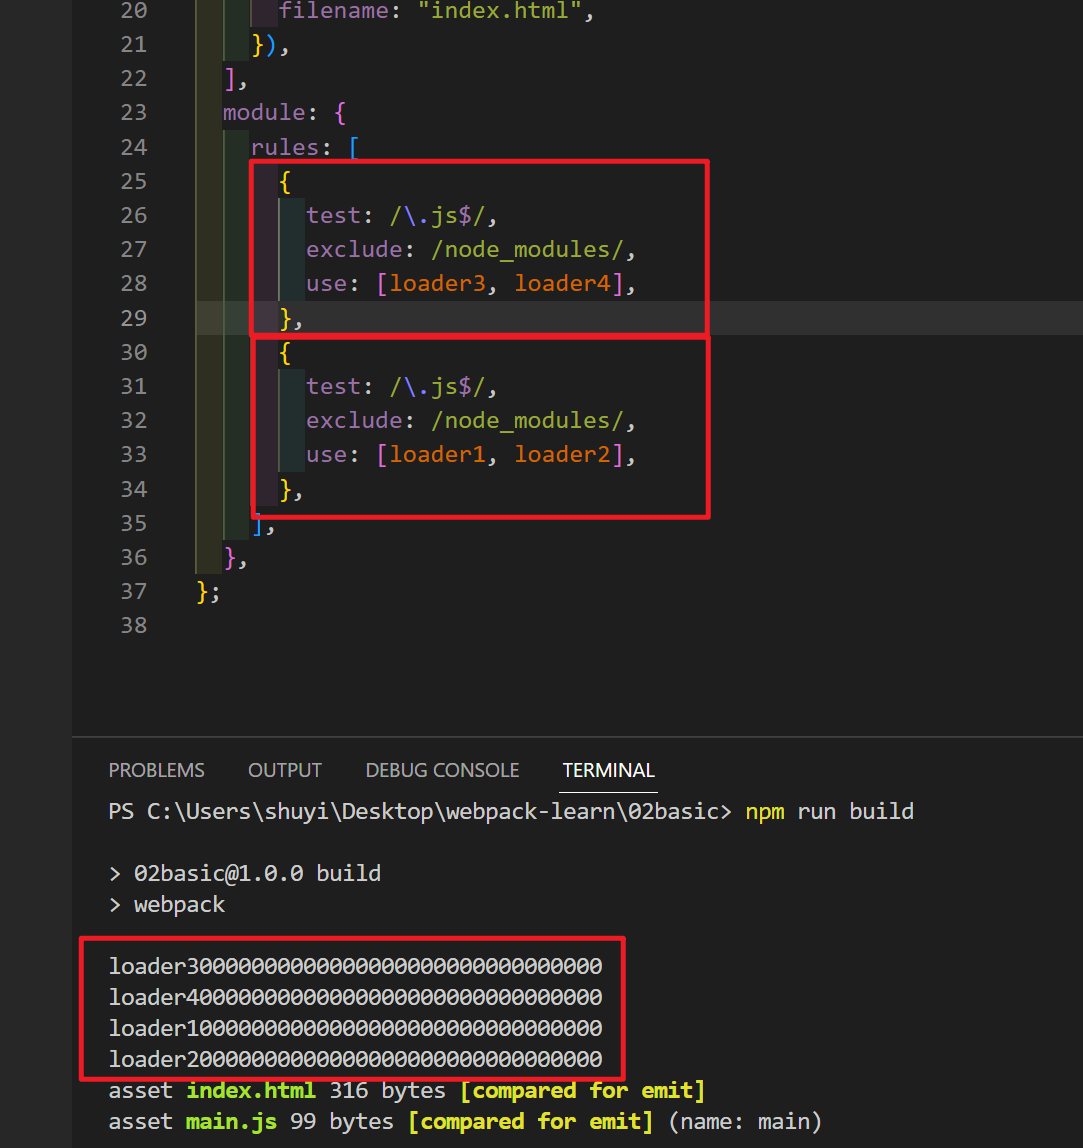 20 filename: "index.html",
21 }),
22 ],
23 module: {
24 rules: [
25 {
26 test: /\.js$/,
27 exclude: /node_modules/,
28 use: [loader3, loader4],
29 },
30 {
31 test: /\.js$/,
32 exclude: /node_modules/,
33 use: [loader1, loader2],
34 },
35 ],
36 },
37 };
38
PROBLEMS OUTPUT DEBUG CONSOLE TERMINAL
PS C:\Users\shuyi\Desktop\webpack-learn\02basic> npm run build
> 02basic@1.0.0 build
> webpack
loader30000000000000000000000000000000
loader40000000000000000000000000000000
loader10000000000000000000000000000000
loader20000000000000000000000000000000
asset index.html 316 bytes [compared for emit]
asset main.js 99 bytes [compared for emit] (name: main)